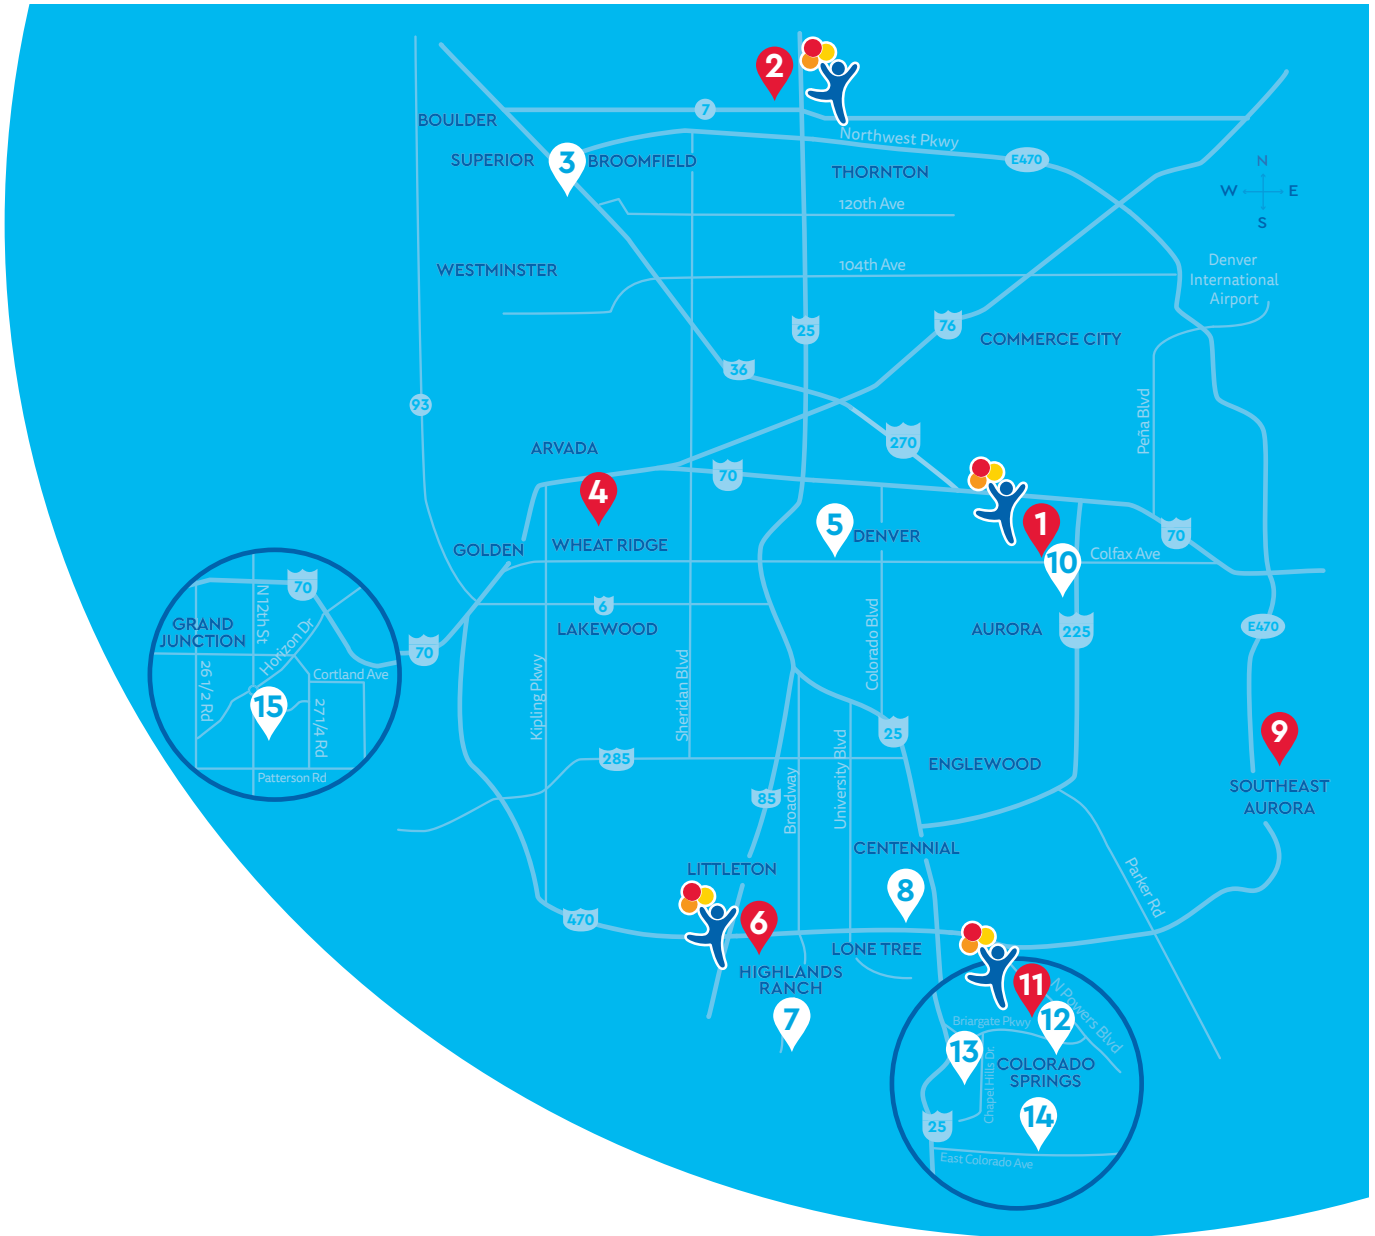 2
7
BOULDER
Northwest Pkwy
SUPERIOR
3
BROOMFIELD
E470
THORNTON
N
W
E
S
120th Ave
WESTMINSTER
104th Ave
Denver
International
Airport
25
76
COMMERCE CITY
36
93
Peña Blvd
270
ARVADA
70
4
5
DENVER
1
70
GOLDEN
WHEAT RIDGE
10
Colfax Ave
6
LAKEWOOD
AURORA
225
E470
70
Colorado Blvd
Kipling Pkwy
Sheridan Blvd
70
GRAND
JUNCTION
N 12th St
Horizon Dr
Cortland Ave
26 1/2 Rd
27 1/4 Rd
15
Patterson Rd
25
9
285
ENGLEWOOD
SOUTHEAST
AURORA
85
Broadway
University Blvd
CENTENNIAL
LITTLETON
8
Parker Rd
470
6
LONE TREE
HIGHLANDS
RANCH
7
11
N Powers Blvd
Briargate Pkwy
12
13
COLORADO
SPRINGS
Chapel Hills Dr.
14
25
East Colorado Ave